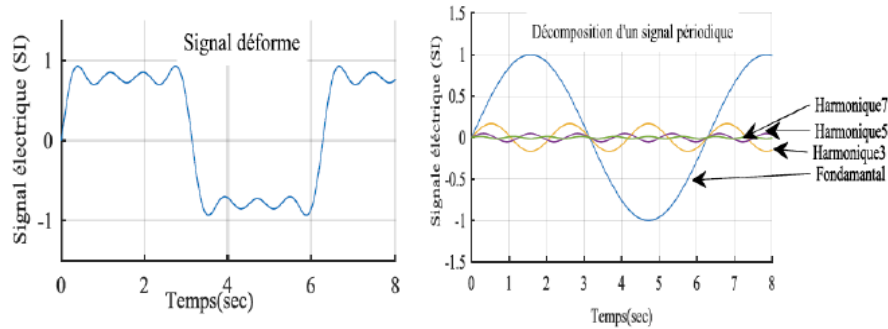 Signal déforme
Signal électrique (SI)
1
0
-1
0
2
4
6
8
Temps(sec)
Décomposition d'un signal périodique
Signale éléctrique (SI)
1.5
1
0.5
0
-0.5
-1
-1.5
0
1
2
3
4
5
6
7
8
Temps(sec)
Harmonique7
Harmonique5
Harmonique3
Fondamantal